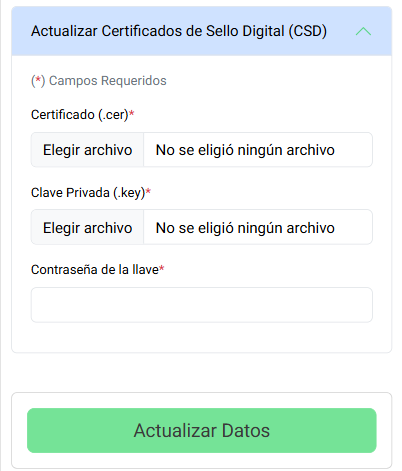 Actualizar Certificados de Sello Digital (CSD)
(*) Campos Requeridos
Certificado (.cer)*
Elegir archivo No se eligió ningún archivo
Clave Privada (.key)*
Elegir archivo No se eligió ningún archivo
Contraseña de la llave*
Actualizar Datos